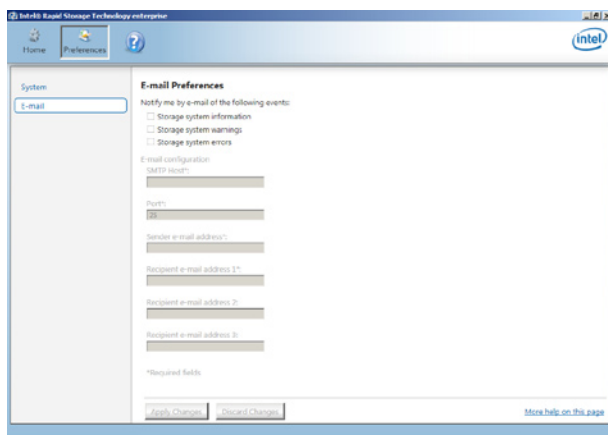 Intel® Rapid Storage Technology enterprise
Home
Preferences
intel
System
E-mail
E-mail Preferences
Notify me by e-mail of the following events:
Storage system information
Storage system warnings
Storage system errors
E-mail configuration
SMTP Host*:
Port*:
25
Sender e-mail address*:
Recipient e-mail address 1*:
Recipient e-mail address 2:
Recipient e-mail address 3:
*Required fields
Apply Changes
Discard Changes
More help on this page